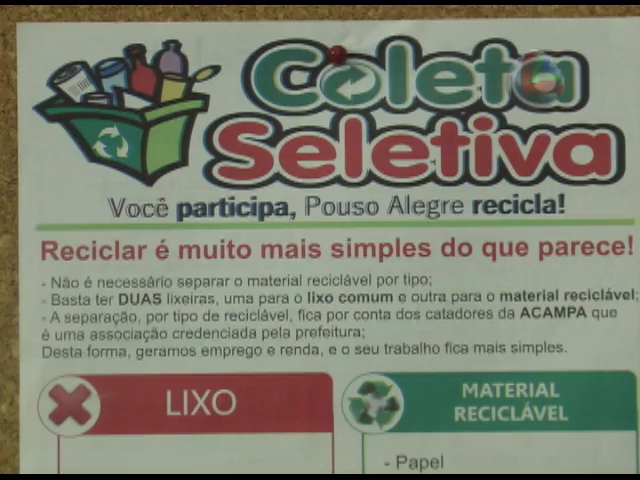 Coleta
Seletiva
Você participa, Pouso Alegre recicla!
Reciclar é muito mais simples do que parece!
- Não é necessário separar o material reciclável por tipo;
- Basta ter DUAS lixeiras, uma para o lixo comum e outra para o material reciclável;
- A separação, por tipo de reciclável, fica por conta dos catadores da ACAMPA que
é uma associação credenciada pela prefeitura;
Desta forma, geramos emprego e renda, e o seu trabalho fica mais simples.
LIXO
MATERIAL
RECICLÁVEL
- Papel